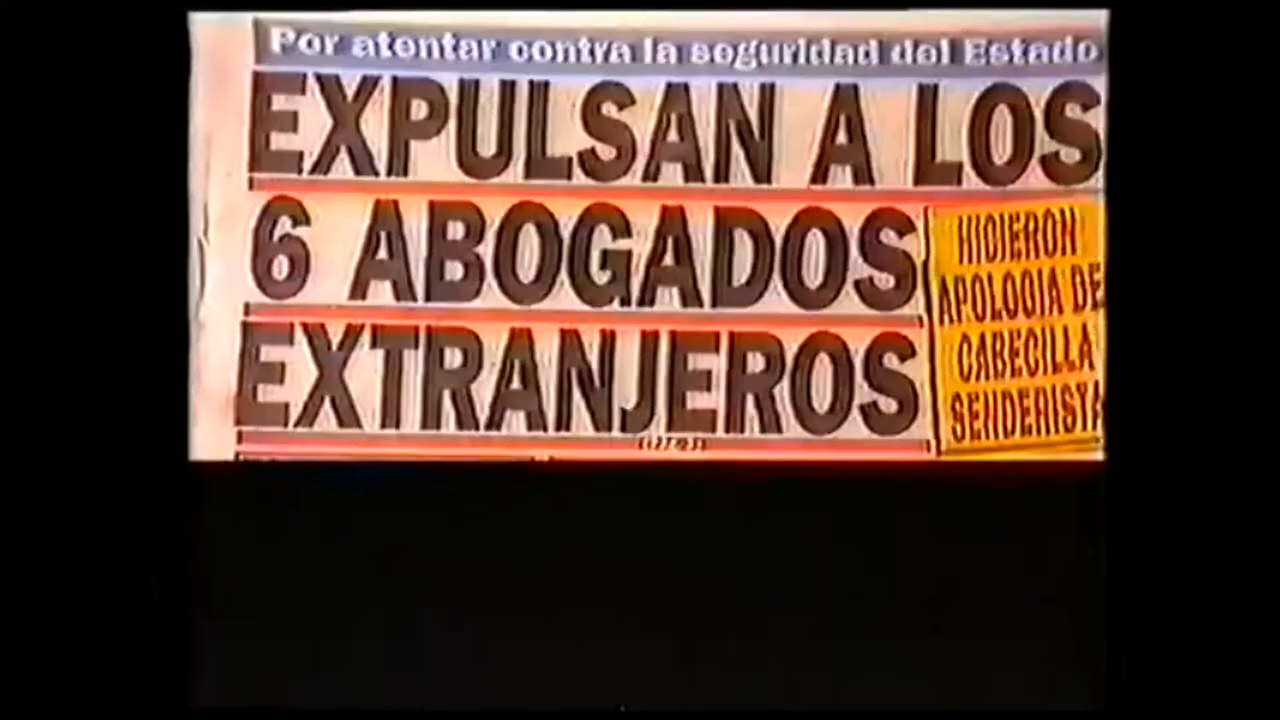 Por atentar contra la seguridad del Estado
EXPULSAN A LOS
6 ABOGADOS
EXTRANJEROS
HICIERON
APOLOGIA DE
CABECILLA
SENDERISTA